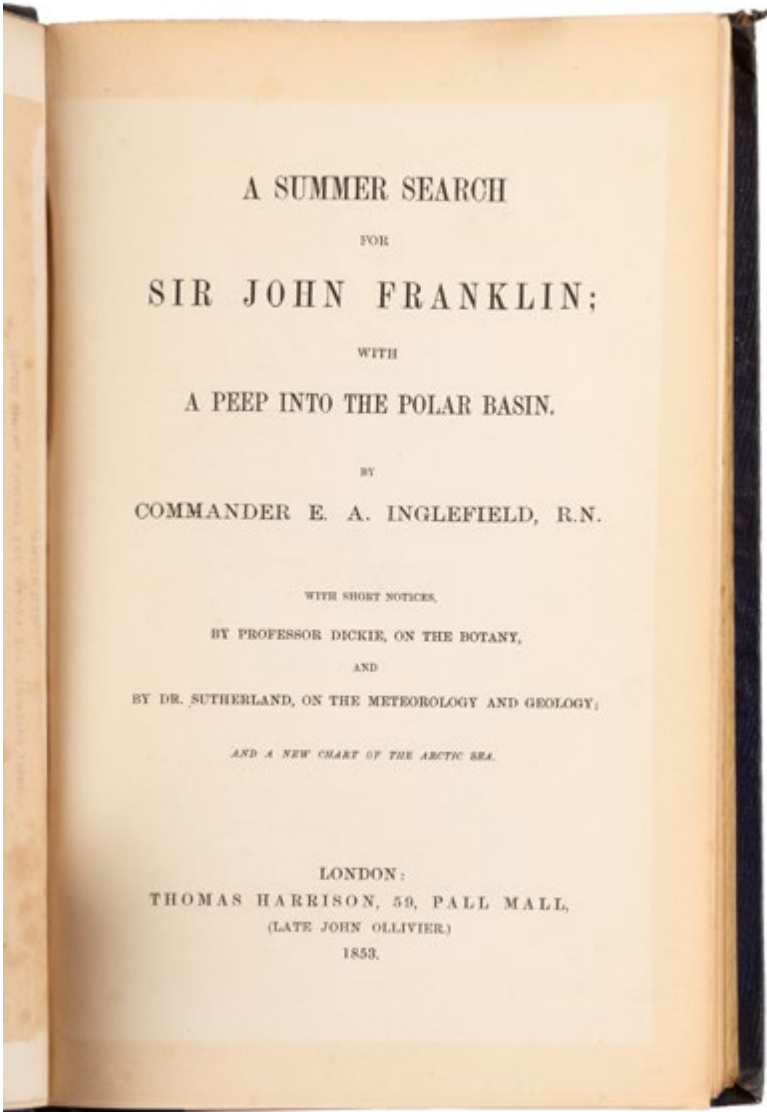 A SUMMER SEARCH
FOR
SIR JOHN FRANKLIN;
WITH
A PEEP INTO THE POLAR BASIN.
BY
COMMANDER E. A. INGLEFIELD, R.N.
WITH SHORT NOTICES,
BY PROFESSOR DICKIE, ON THE BOTANY,
AND
BY DR. SUTHERLAND, ON THE METEOROLOGY AND GEOLOGY;
AND A NEW CHART OF THE ARCTIC SEA.
LONDON:
THOMAS HARRISON, 59, PALL MALL,
(LATE JOHN OLLIVIER.)
1853.